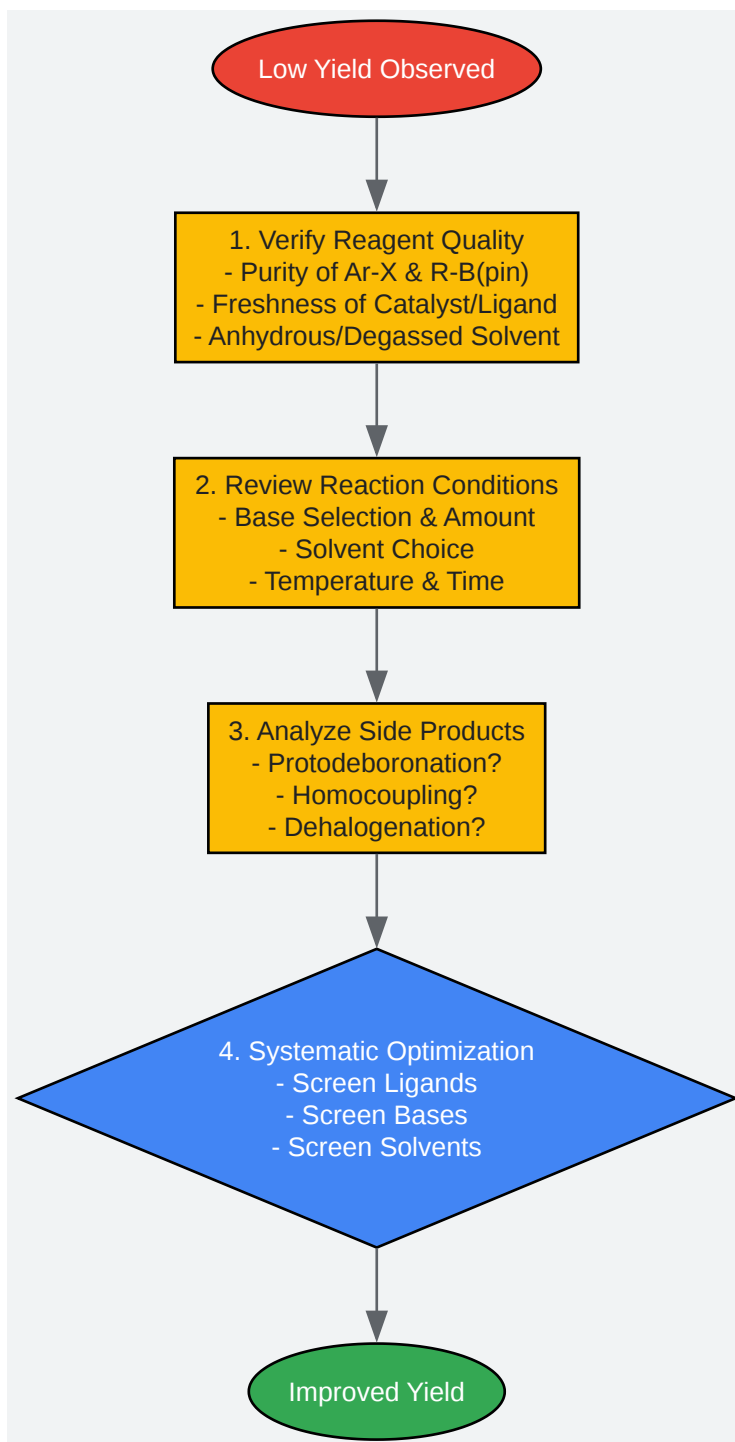 Low Yield Observed
1. Verify Reagent Quality
- Purity of Ar-X & R-B(pin)
- Freshness of Catalyst/Ligand
- Anhydrous/Degassed Solvent
2. Review Reaction Conditions
- Base Selection & Amount
- Solvent Choice
- Temperature & Time
3. Analyze Side Products
- Protodeboronation?
- Homocoupling?
- Dehalogenation?
4. Systematic Optimization
- Screen Ligands
- Screen Bases
- Screen Solvents
Improved Yield